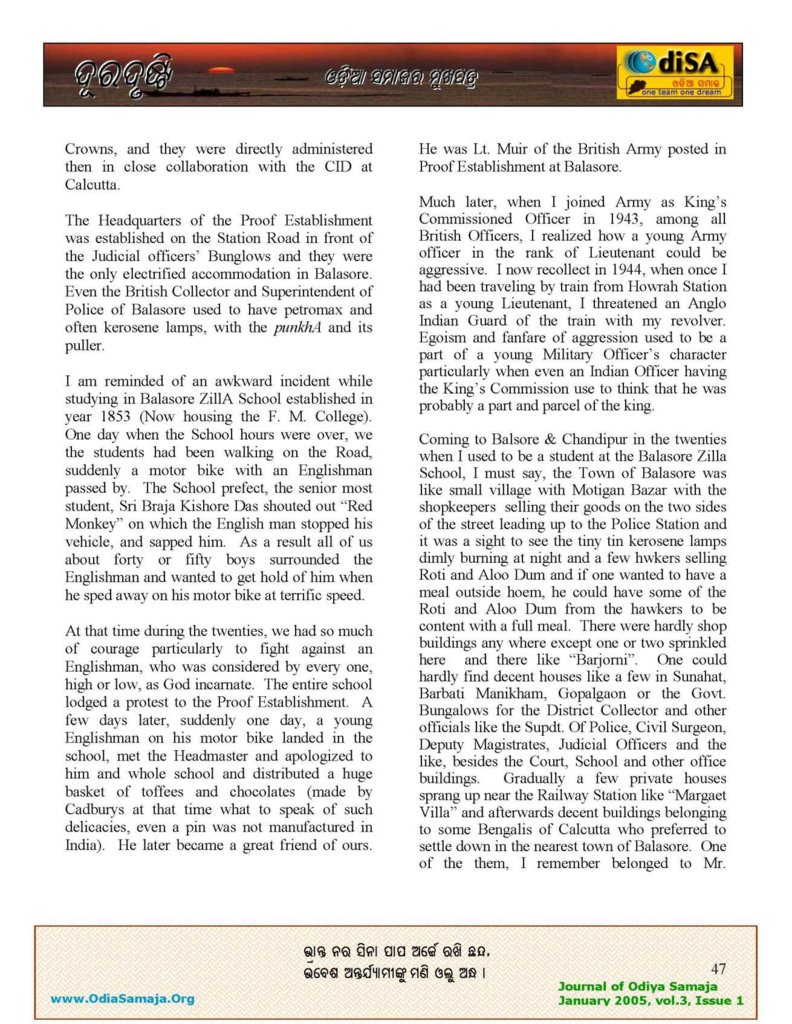 ଦୂରଦୃଷ୍ଟି
ଓଡ଼ିଆ ସମାଜର ମୁଖପତ୍ର
OdiSA
ଓଡ଼ିଆ ସମାଜ
one team one dream
Crowns, and they were directly administered
then in close collaboration with the CID at
Calcutta.
The Headquarters of the Proof Establishment
was established on the Station Road in front of
the Judicial officers’ Bunglows and they were
the only electrified accommodation in Balasore.
Even the British Collector and Superintendent of
Police of Balasore used to have petromax and
often kerosene lamps, with the punkhA and its
puller.
I am reminded of an awkward incident while
studying in Balasore ZillA School established in
year 1853 (Now housing the F. M. College).
One day when the School hours were over, we
the students had been walking on the Road,
suddenly a motor bike with an Englishman
passed by. The School prefect, the senior most
student, Sri Braja Kishore Das shouted out “Red
Monkey” on which the English man stopped his
vehicle, and sapped him. As a result all of us
about forty or fifty boys surrounded the
Englishman and wanted to get hold of him when
he sped away on his motor bike at terrific speed.
At that time during the twenties, we had so much
of courage particularly to fight against an
Englishman, who was considered by every one,
high or low, as God incarnate. The entire school
lodged a protest to the Proof Establishment. A
few days later, suddenly one day, a young
Englishman on his motor bike landed in the
school, met the Headmaster and apologized to
him and whole school and distributed a huge
basket of toffees and chocolates (made by
Cadburys at that time what to speak of such
delicacies, even a pin was not manufactured in
India). He later became a great friend of ours.
He was Lt. Muir of the British Army posted in
Proof Establishment at Balasore.
Much later, when I joined Army as King’s
Commissioned Officer in 1943, among all
British Officers, I realized how a young Army
officer in the rank of Lieutenant could be
aggressive. I now recollect in 1944, when once I
had been traveling by train from Howrah Station
as a young Lieutenant, I threatened an Anglo
Indian Guard of the train with my revolver.
Egoism and fanfare of aggression used to be a
part of a young Military Officer’s character
particularly when even an Indian Officer having
the King’s Commission use to think that he was
probably a part and parcel of the king.
Coming to Balsore & Chandipur in the twenties
when I used to be a student at the Balasore Zilla
School, I must say, the Town of Balasore was
like small village with Motigan Bazar with the
shopkeepers selling their goods on the two sides
of the street leading up to the Police Station and
it was a sight to see the tiny tin kerosene lamps
dimly burning at night and a few hwkers selling
Roti and Aloo Dum and if one wanted to have a
meal outside hoem, he could have some of the
Roti and Aloo Dum from the hawkers to be
content with a full meal. There were hardly shop
buildings any where except one or two sprinkled
here and there like “Barjorni”. One could
hardly find decent houses like a few in Sunahat,
Barbati Manikham, Gopalgaon or the Govt.
Bungalows for the District Collector and other
officials like the Supdt. Of Police, Civil Surgeon,
Deputy Magistrates, Judicial Officers and the
like, besides the Court, School and other office
buildings. Gradually a few private houses
sprang up near the Railway Station like “Margaet
Villa” and afterwards decent buildings belonging
to some Bengalis of Calcutta who preferred to
settle down in the nearest town of Balasore. One
of the them, I remember belonged to Mr.
ଭ୍ରାନ୍ତ ନର ସିନା ପାପ ଅର୍ଜେ ରଖି ଛନ୍ଦ,
ଭାବେଶ ଅନ୍ତର୍ଯ୍ୟାମୀଙ୍କୁ ମଣି ଓଲୁ ଅନ୍ଧ ।
47
www.OdiaSamaja.Org
Journal of Odiya Samaja
January 2005, vol.3, Issue 1